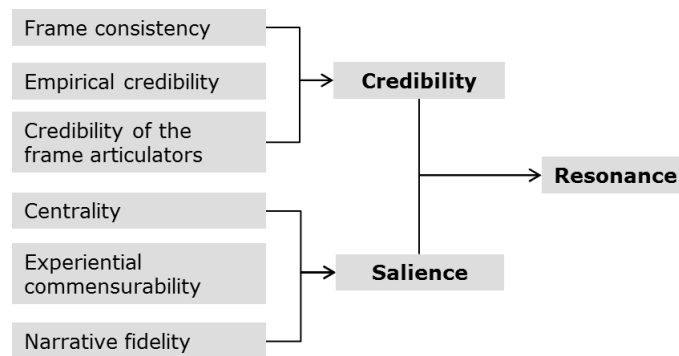 Frame consistency
Empirical credibility
Credibility of the
frame articulators
Credibility
Resonance
Centrality
Experiential
commensurability
Narrative fidelity
Salience